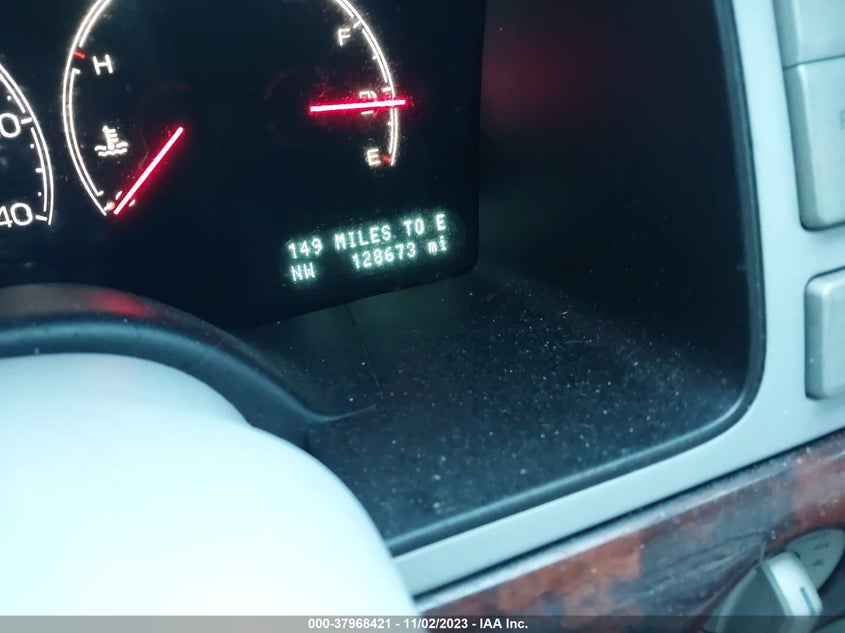 F
H
E
40
149 MILES TO E
NW 128673 mi
000-37968421 - 11/02/2023 - IAA Inc.